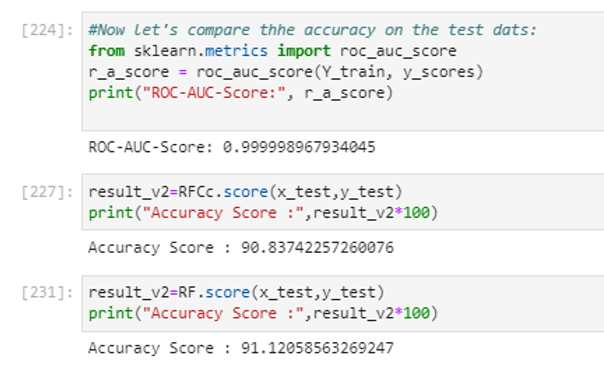 [224]: #Now let's compare thhe accuracy on the test dats:
from sklearn.metrics import roc_auc_score
r_a_score = roc_auc_score(Y_train, y_scores)
print("ROC-AUC-Score:", r_a_score)
ROC-AUC-Score: 0.999998967934045
[227]: result_v2=RFCc.score(x_test,y_test)
print("Accuracy Score :",result_v2*100)
Accuracy Score : 90.83742257260076
[231]: result_v2=RF.score(x_test,y_test)
print("Accuracy Score :",result_v2*100)
Accuracy Score : 91.12058563269247